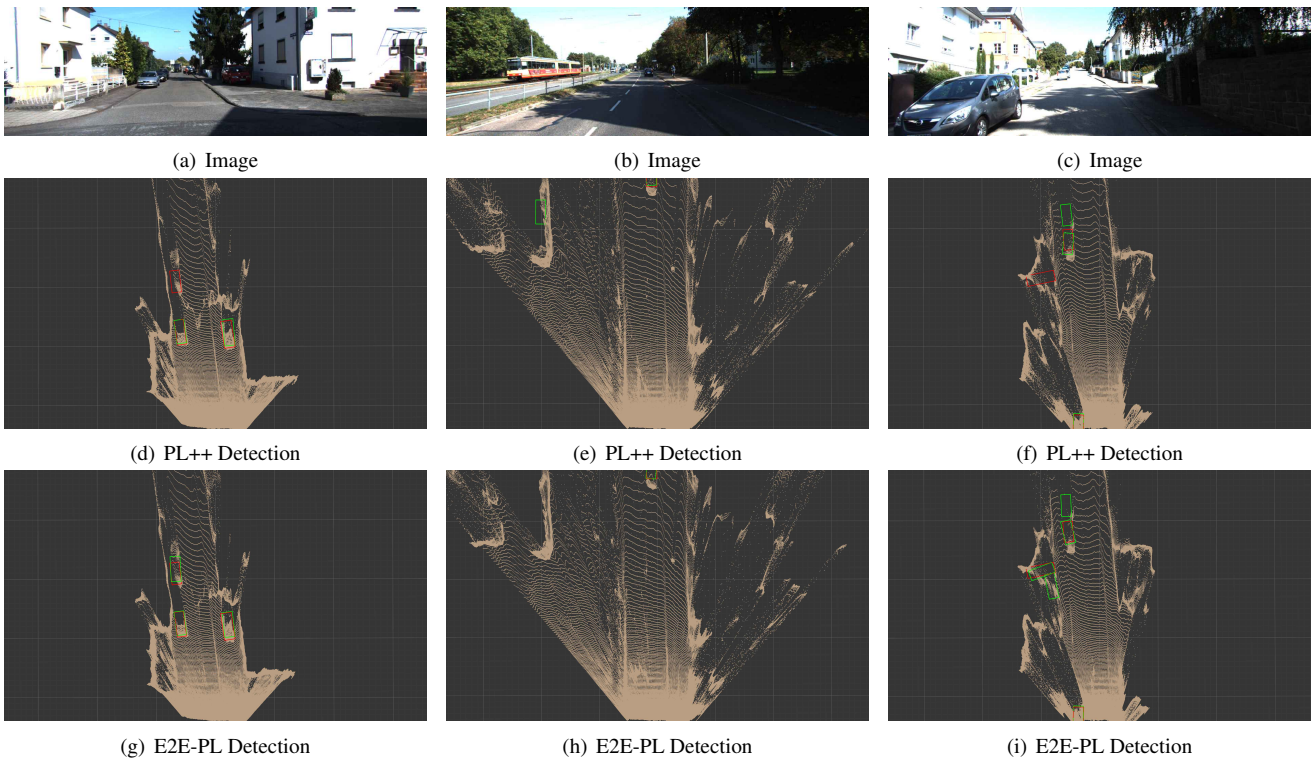 (a) Image
(b) Image
(c) Image
(d) PL++ Detection
(e) PL++ Detection
(f) PL++ Detection
(g) E2E-PL Detection
(h) E2E-PL Detection
(i) E2E-PL Detection